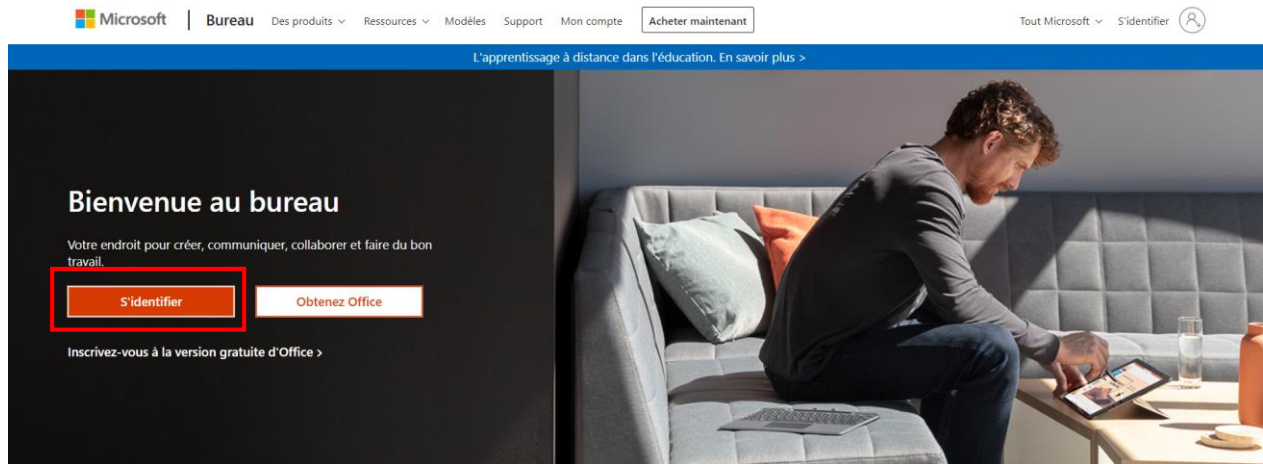 Microsoft | Bureau Des produits Ressources Modèles Support Mon compte Acheter maintenant Tout Microsoft S'identifier
L'apprentissage à distance dans l'éducation. En savoir plus >
Bienvenue au bureau
Votre endroit pour créer, communiquer, collaborer et faire du bon
travail.
S'identifier Obtenez Office
Inscrivez-vous à la version gratuite d'Office >